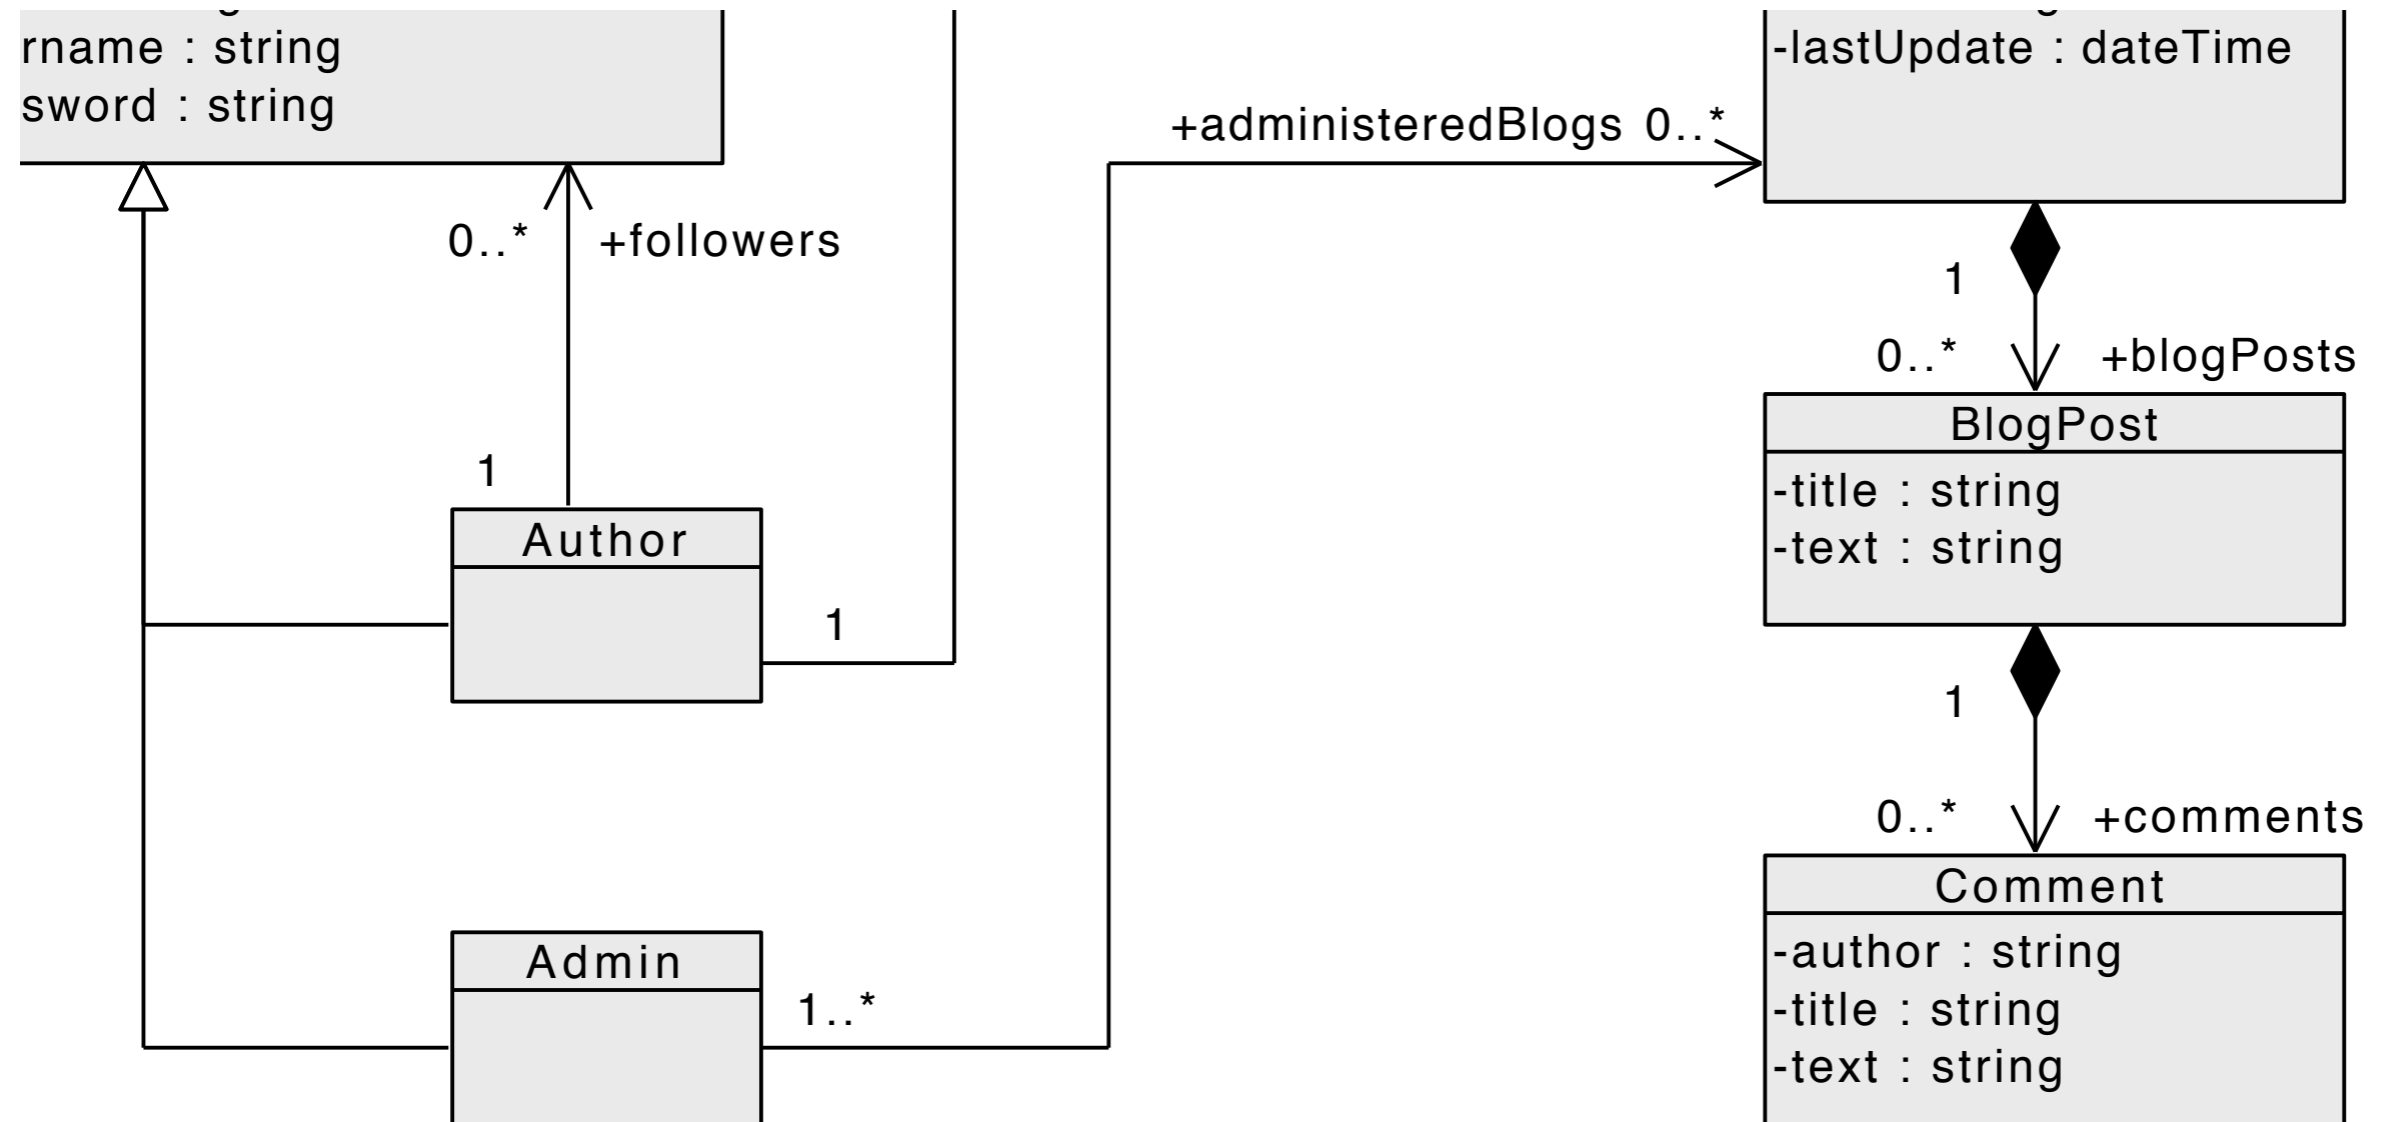 rname : string
sword : string
-lastUpdate : dateTime
+administeredBlogs 0..*
0..* +followers
1
0..* +blogPosts
BlogPost
-title : string
-text : string
1
Author
1
1
0..* +comments
Comment
-author : string
-title : string
-text : string
Admin
1..*